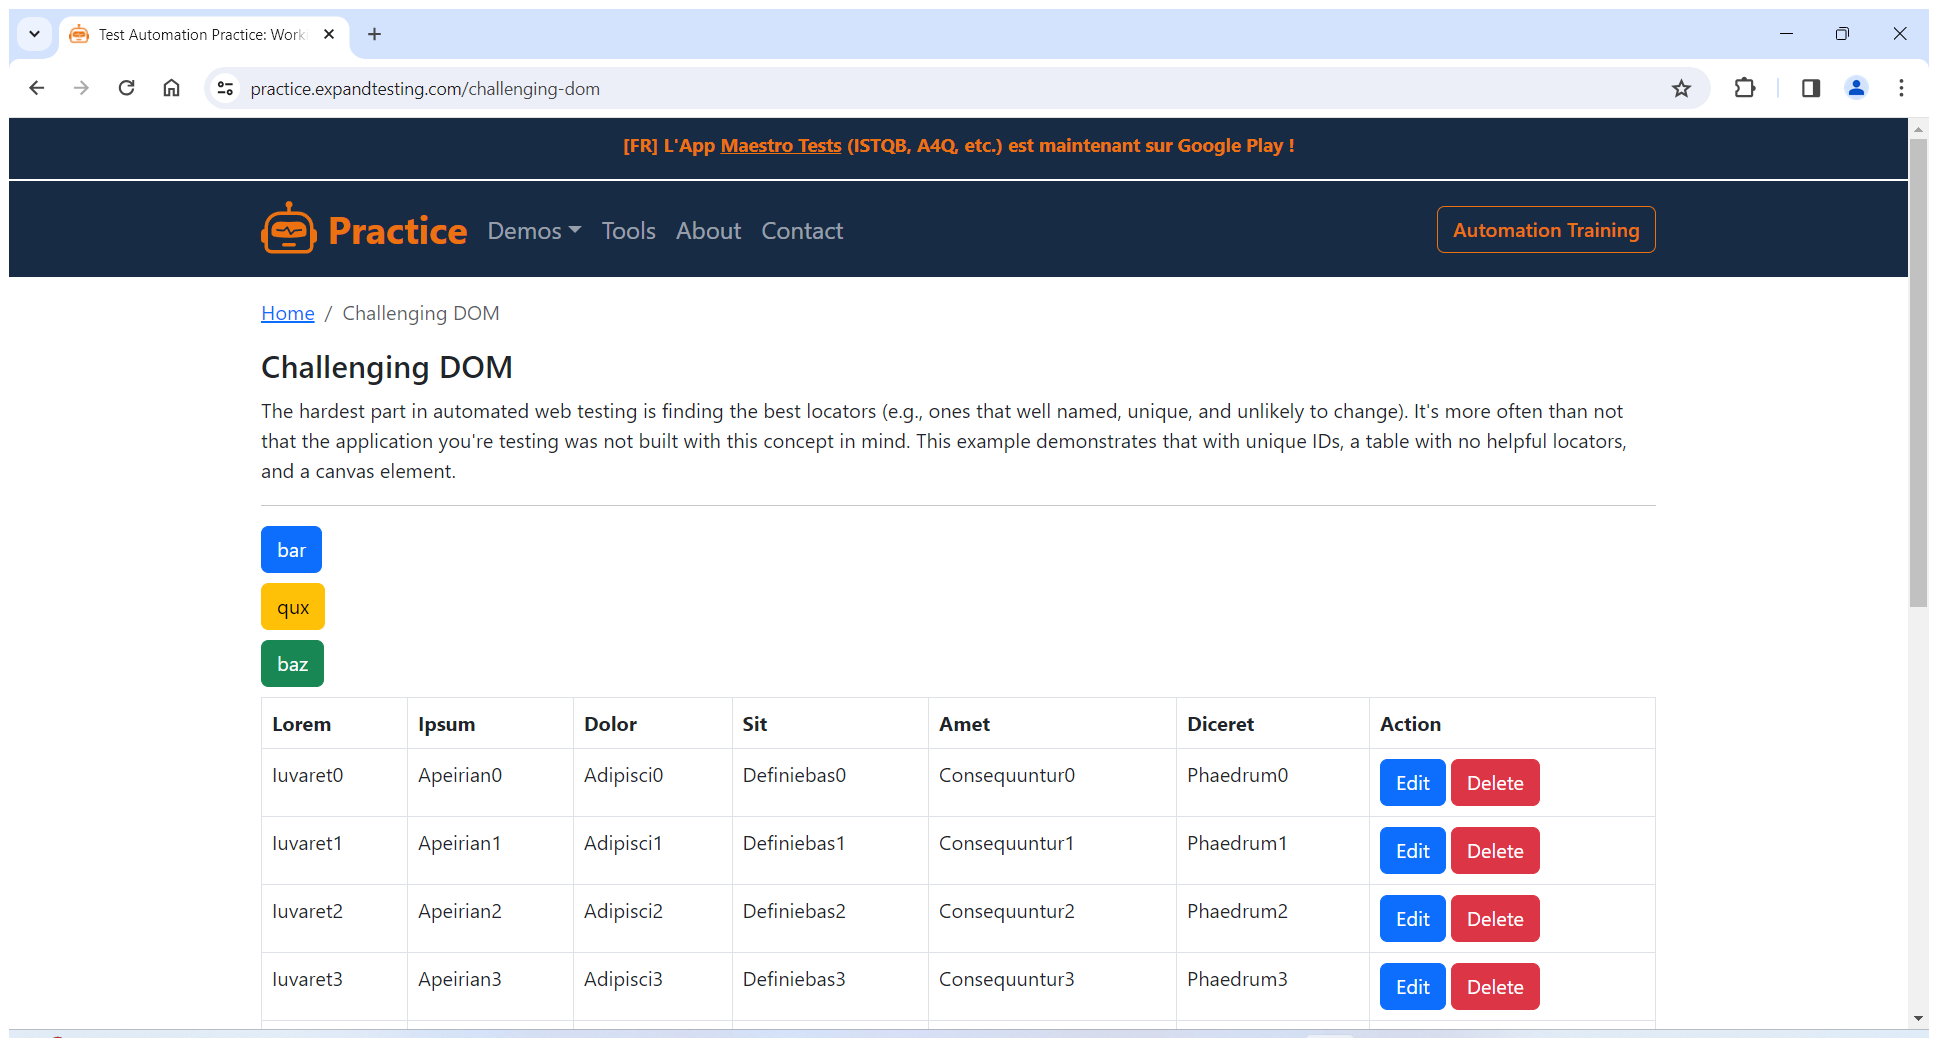 Test Automation Practice: Work
practice.expandtesting.com/challenging-dom
[FR] L'App Maestro Tests (ISTQB, A4Q, etc.) est maintenant sur Google Play !
Practice Demos Tools About Contact Automation Training
Home / Challenging DOM
Challenging DOM
The hardest part in automated web testing is finding the best locators (e.g., ones that well named, unique, and unlikely to change). It's more often than not
that the application you're testing was not built with this concept in mind. This example demonstrates that with unique IDs, a table with no helpful locators,
and a canvas element.
bar
qux
baz
Lorem Ipsum Dolor Sit Amet Diceret Action
Iuvaret0 Apeirian0 Adipisci0 Definiebas0 Consequuntur0 Phaedrum0 Edit Delete
Iuvaret1 Apeirian1 Adipisci1 Definiebas1 Consequuntur1 Phaedrum1 Edit Delete
Iuvaret2 Apeirian2 Adipisci2 Definiebas2 Consequuntur2 Phaedrum2 Edit Delete
Iuvaret3 Apeirian3 Adipisci3 Definiebas3 Consequuntur3 Phaedrum3 Edit Delete